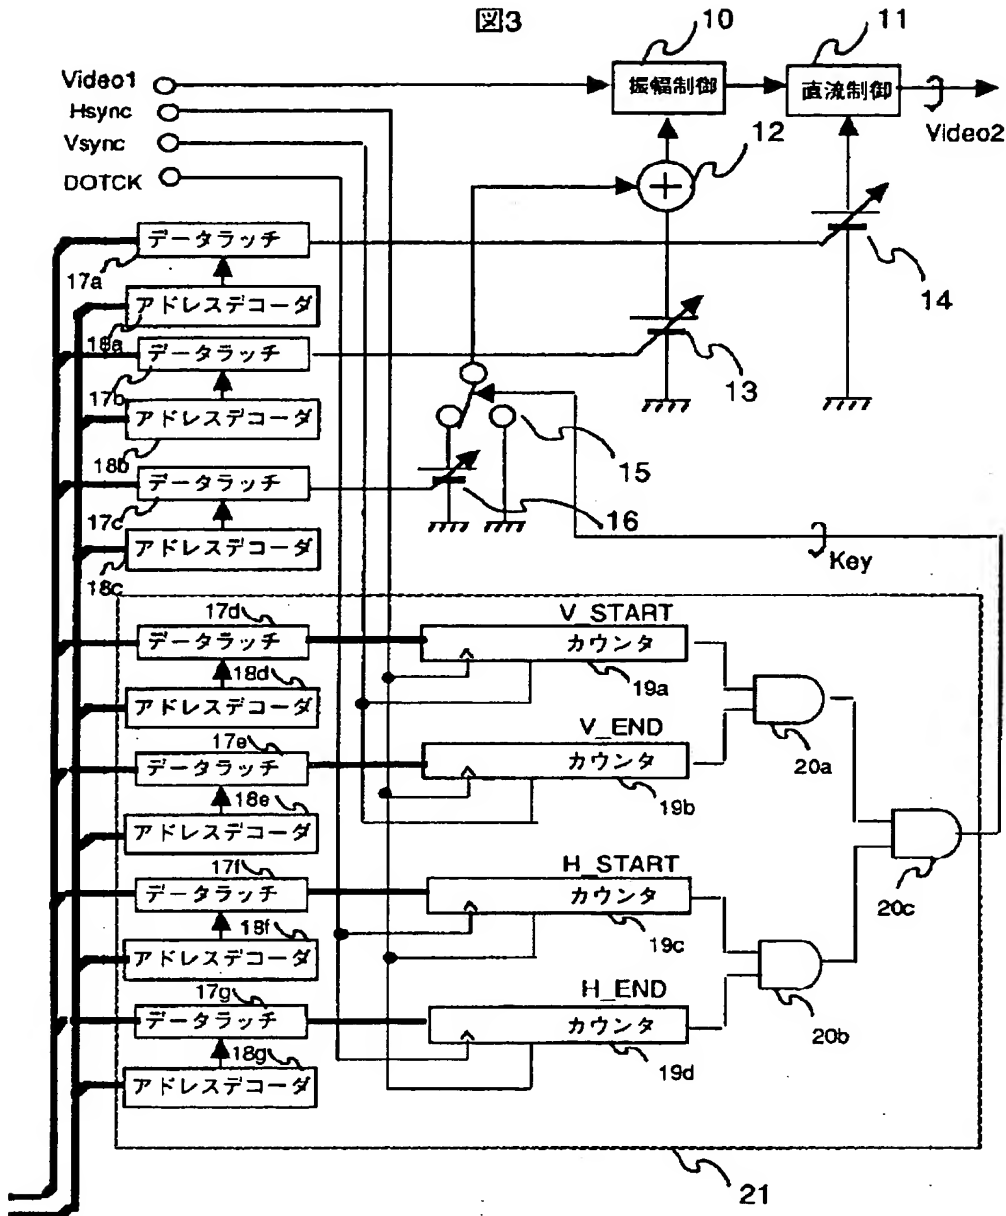 図3
10
11
Video1
振幅制御
直流制御
Hsync
Video2
Vsync
12
DOTCK
データラッチ
17a
14
アドレスデコーダ
18a
データラッチ
13
17b
アドレスデコーダ
15
18b
データラッチ
16
17c
アドレスデコーダ
Key
18c
17d
V_START
データラッチ
カウンタ
18d
19a
アドレスデコーダ
V_END
17e
データラッチ
カウンタ
20a
18e
19b
アドレスデコーダ
17f
H_START
データラッチ
カウンタ
20c
18f
19c
アドレスデコーダ
17g
H_END
データラッチ
カウンタ
20b
18g
19d
アドレスデコーダ
21